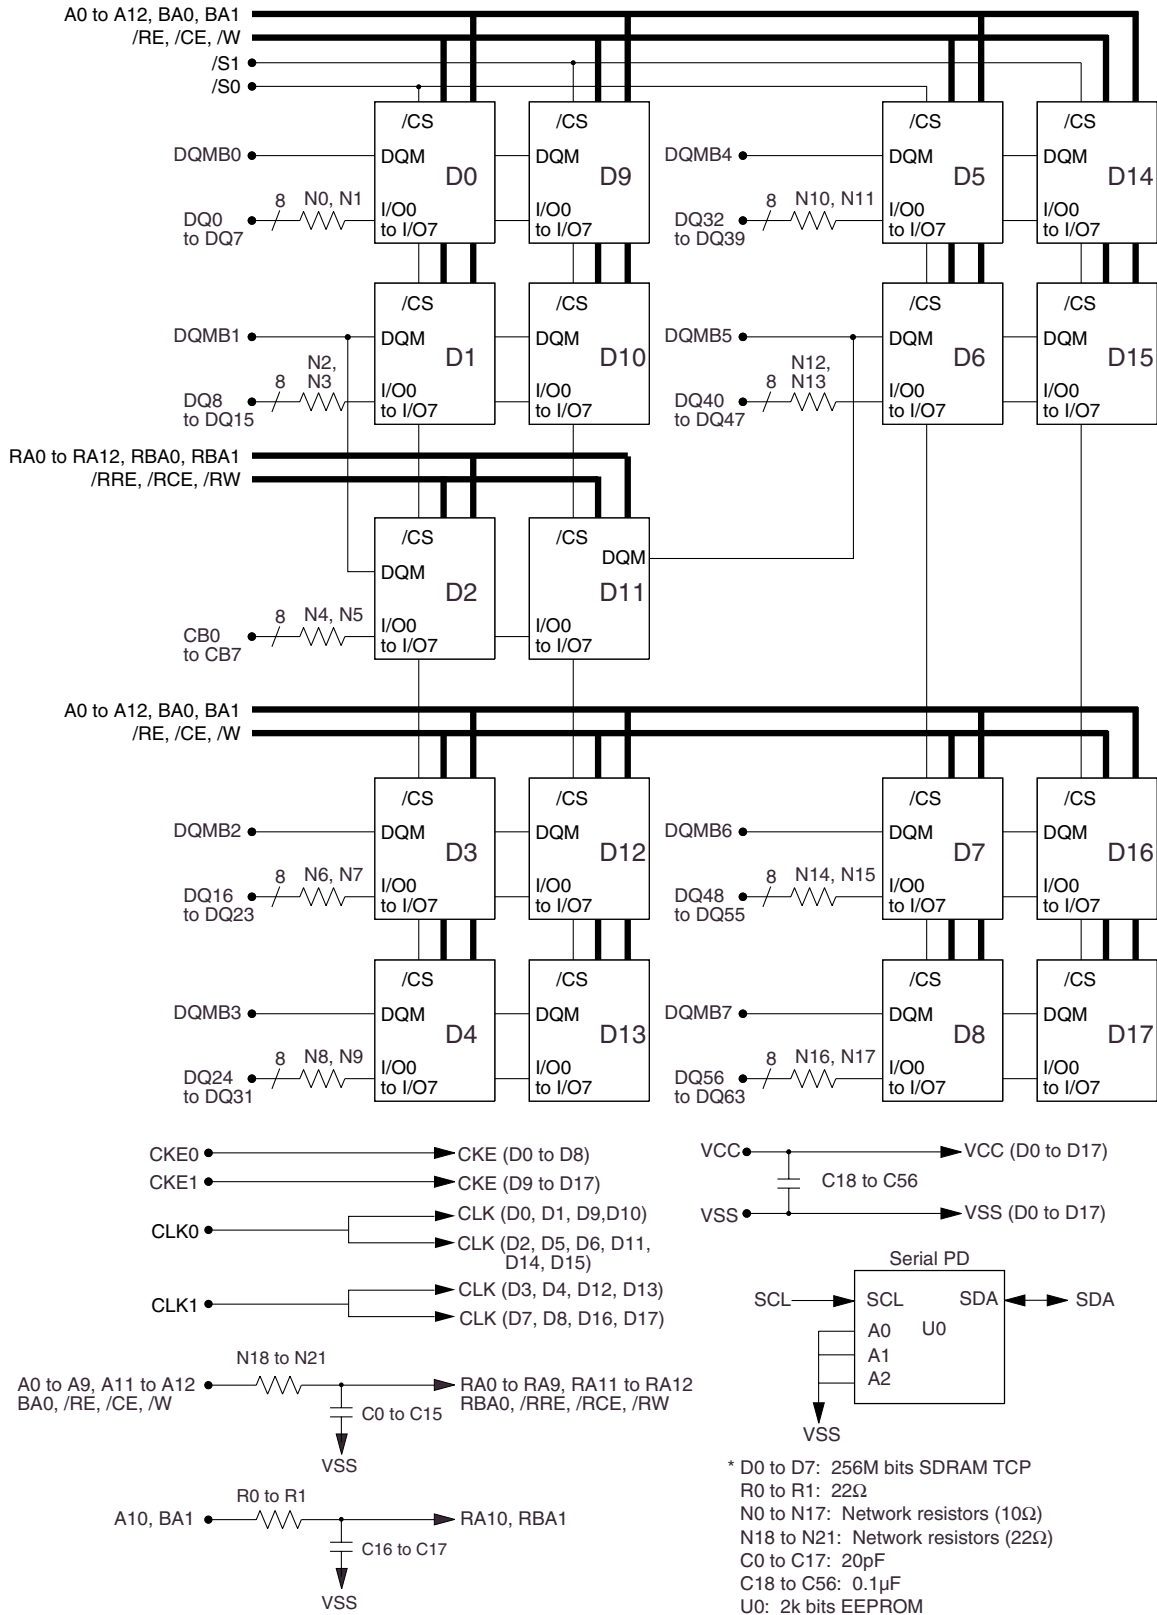 A0 to A12, BA0, BA1
/RE, /CE, /W
/S1
/S0
/CS
DQM
D0
I/O0
to I/O7
/CS
D9
I/O0
to I/O7
/CS
DQM
D5
I/O0
to I/O7
/CS
DQM
D14
I/O0
to I/O7
DQMB0
8
N0, N1
DQ0
to DQ7
DQMB4
8
N10, N11
DQ32
to DQ39
/CS
DQM
D1
I/O0
to I/O7
/CS
DQM
D10
I/O0
to I/O7
/CS
DQM
D6
I/O0
to I/O7
/CS
DQM
D15
I/O0
to I/O7
DQMB1
8
N2,
N3
DQ8
to DQ15
DQMB5
8
N12,
N13
DQ40
to DQ47
RA0 to RA12, RBA0, RBA1
/RRE, /RCE, /RW
/CS
DQM
D2
I/O0
to I/O7
/CS
DQM
D11
I/O0
to I/O7
8
N4, N5
CB0
to CB7
A0 to A12, BA0, BA1
/RE, /CE, /W
/CS
DQM
D3
I/O0
to I/O7
/CS
DQM
D12
I/O0
to I/O7
/CS
DQM
D7
I/O0
to I/O7
/CS
DQM
D16
I/O0
to I/O7
DQMB2
8
N6, N7
DQ16
to DQ23
DQMB6
8
N14, N15
DQ48
to DQ55
/CS
DQM
D4
I/O0
to I/O7
/CS
DQM
D13
I/O0
to I/O7
/CS
DQM
D8
I/O0
to I/O7
/CS
DQM
D17
I/O0
to I/O7
DQMB3
8
N8, N9
DQ24
to DQ31
DQMB7
8
N16, N17
DQ56
to DQ63
CKE0
CKE (D0 to D8)
CKE1
CKE (D9 to D17)
CLK0
CLK (D0, D1, D9,D10)
CLK (D2, D5, D6, D11,
D14, D15)
CLK1
CLK (D3, D4, D12, D13)
CLK (D7, D8, D16, D17)
VCC
VCC (D0 to D17)
C18 to C56
VSS
VSS (D0 to D17)
Serial PD
SCL
SCL
SDA
SDA
A0
U0
A1
A2
VSS
N18 to N21
A0 to A9, A11 to A12
BA0, /RE, /CE, /W
RA0 to RA9, RA11 to RA12
RBA0, /RRE, /RCE, /RW
C0 to C15
VSS
R0 to R1
A10, BA1
RA10, RBA1
C16 to C17
VSS
* D0 to D7: 256M bits SDRAM TCP
R0 to R1: 22Ω
N0 to N17: Network resistors (10Ω)
N18 to N21: Network resistors (22Ω)
C0 to C17: 20pF
C18 to C56: 0.1µF
U0: 2k bits EEPROM